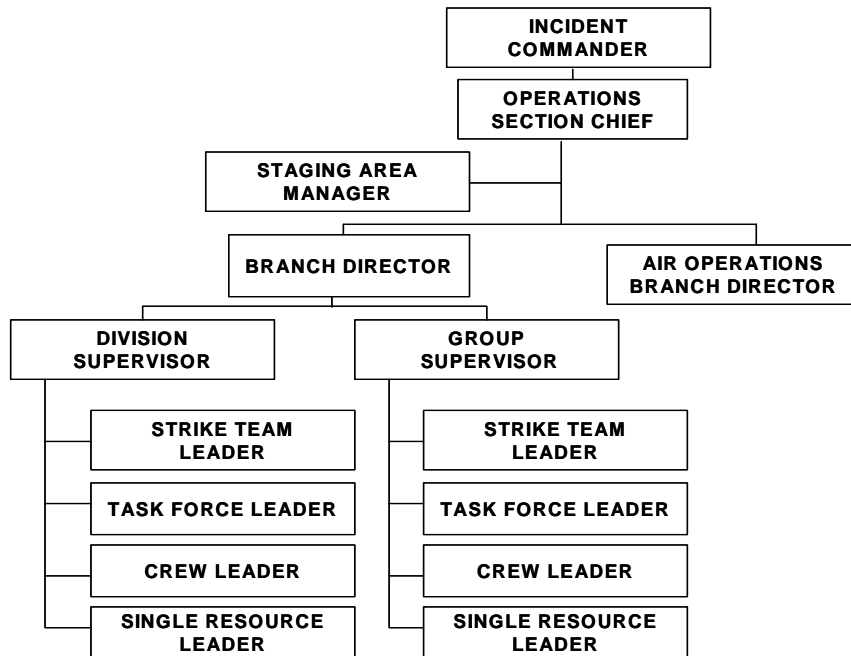 INCIDENT
COMMANDER
OPERATIONS
SECTION CHIEF
STAGING AREA
MANAGER
BRANCH DIRECTOR
AIR OPERATIONS
BRANCH DIRECTOR
DIVISION
SUPERVISOR
GROUP
SUPERVISOR
STRIKE TEAM
LEADER
TASK FORCE LEADER
CREW LEADER
SINGLE RESOURCE
LEADER
STRIKE TEAM
LEADER
TASK FORCE LEADER
CREW LEADER
SINGLE RESOURCE
LEADER